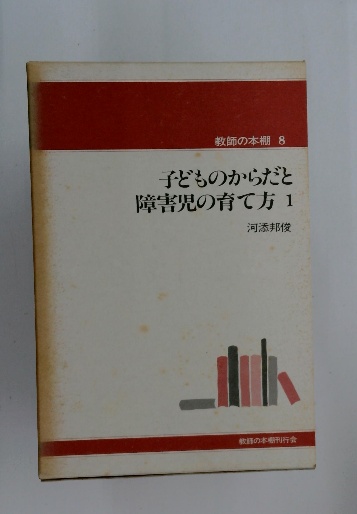 教師の本棚 8
子どものからだと
障害児の育て方 1
河添邦俊
教師の本棚刊行会